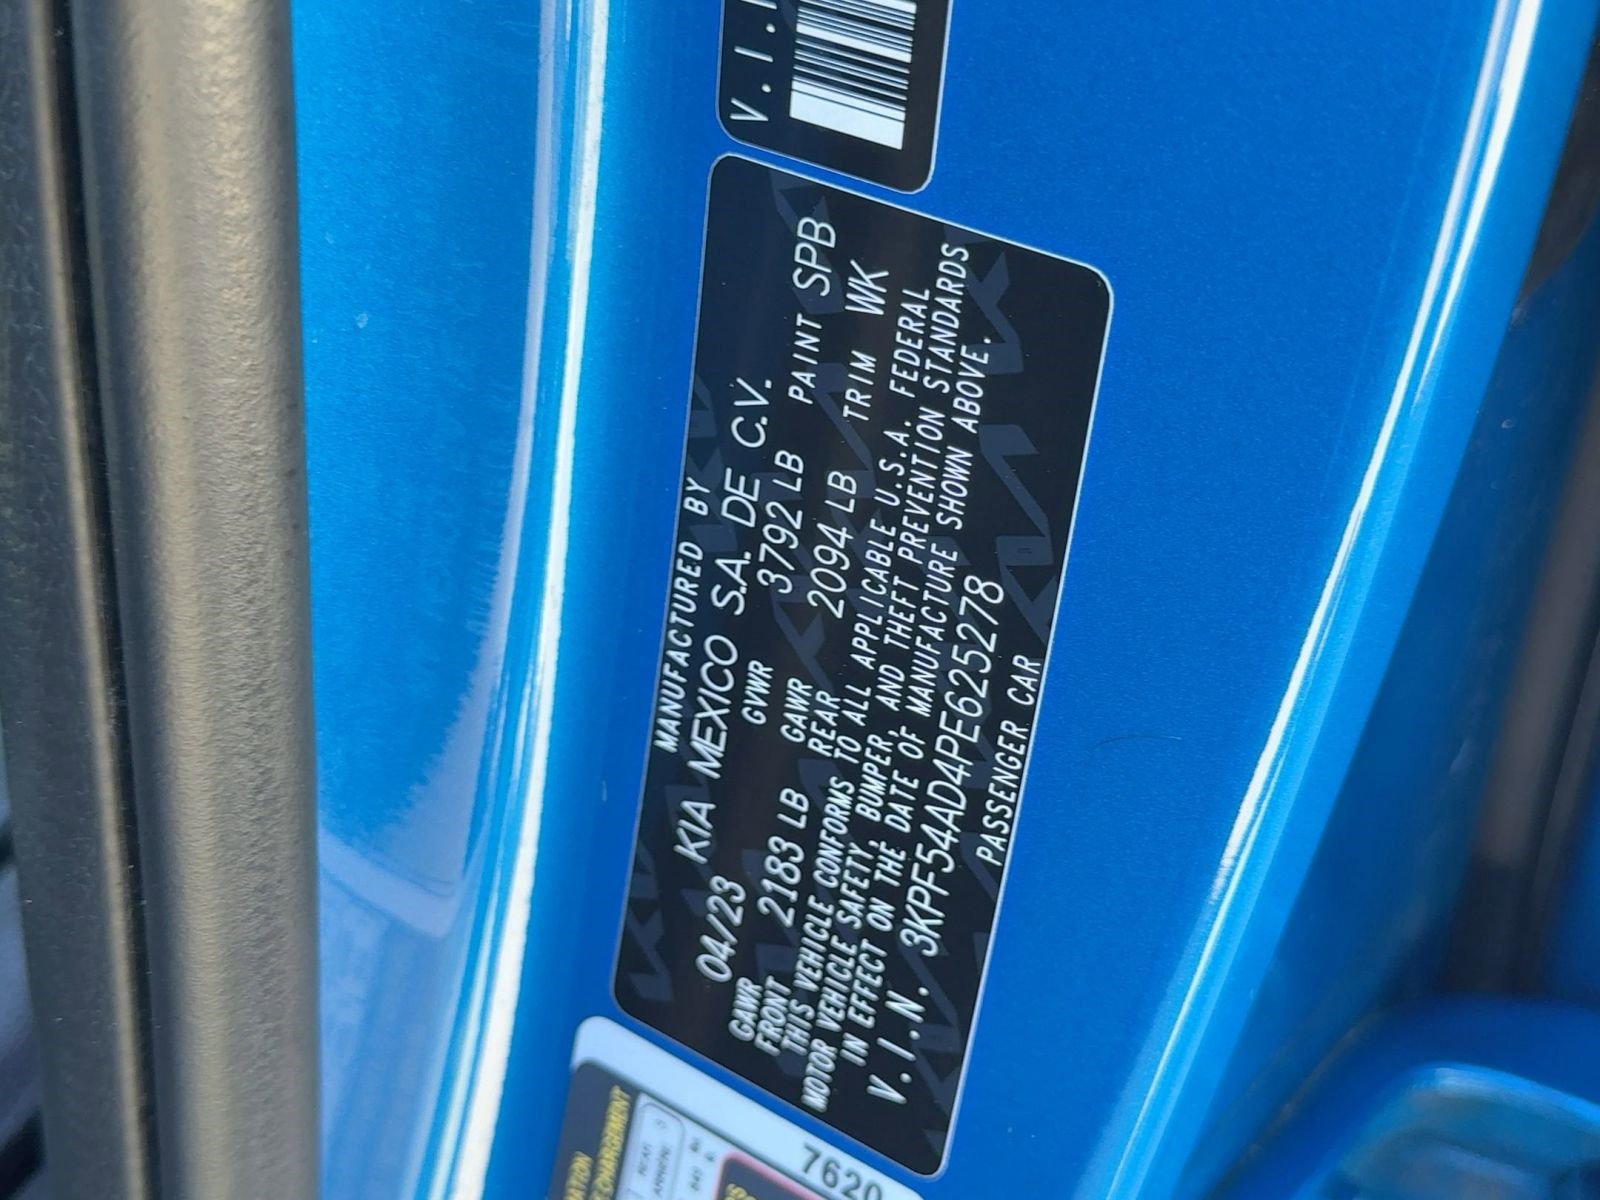 V.I.
MANUFACTURED BY
04/23 KIA MEXICO S.A. DE C.V.
GVWR 3792 LB PAINT SPB
GAWR FRONT 2183 LB GAWR REAR 2094 LB TRIM WK
THIS VEHICLE CONFORMS TO ALL APPLICABLE U.S.A. FEDERAL
MOTOR VEHICLE SAFETY, BUMPER, AND THEFT PREVENTION STANDARDS
IN EFFECT ON THE DATE OF MANUFACTURE SHOWN ABOVE.
V.I.N. 3KPF54AD4PE625278
PASSENGER CAR
7620